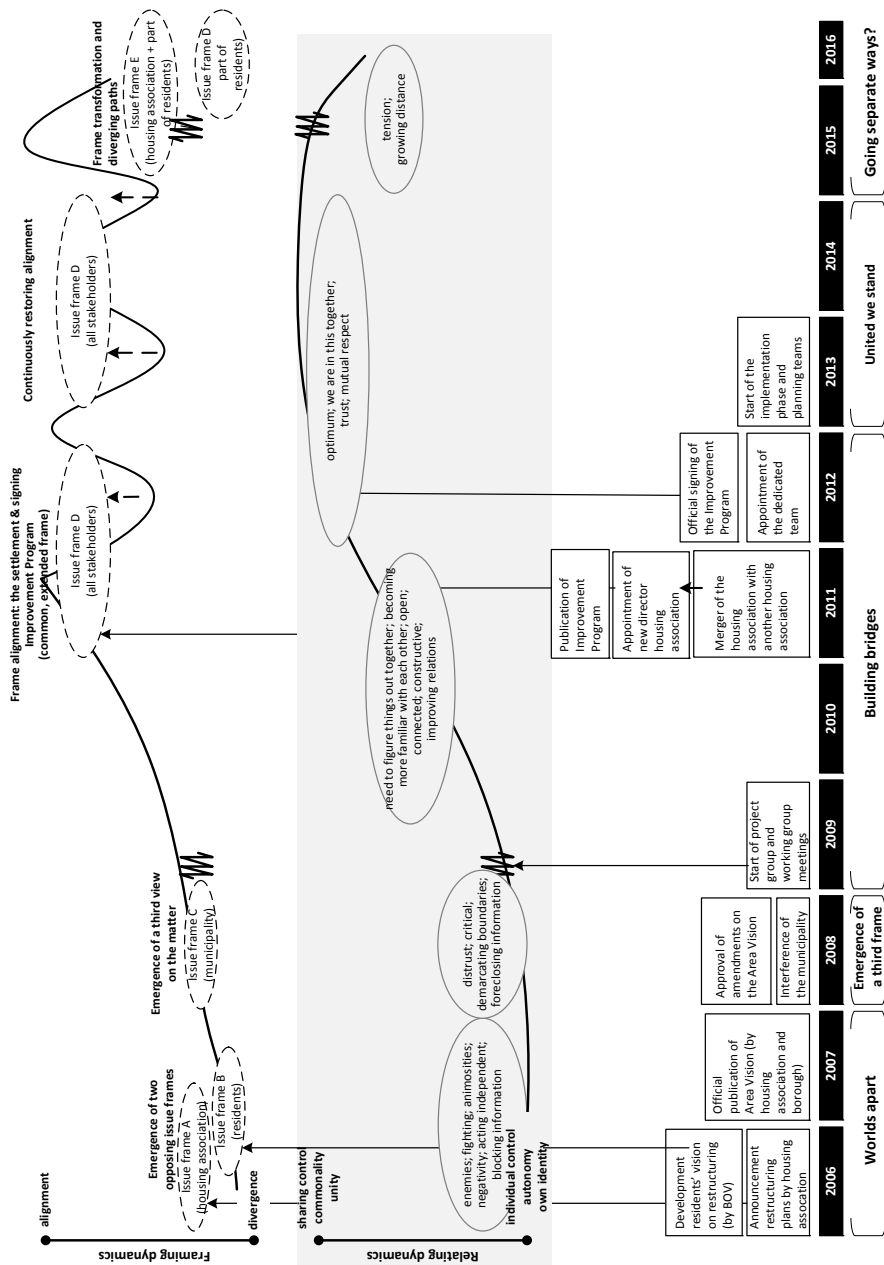 Framing dynamics
alignment
divergence
Emergence of two
opposing issue frames
Issue frame A
(housing association)
Issue frame B
(residents)
Emergence of a third view
on the matter
Issue frame C
(municipality)
Frame alignment: the settlement & signing
Improvement Program
(common, extended frame)
Issue frame D
(all stakeholders)
Continuously restoring alignment
Issue frame D
(all stakeholders)
Frame transformation and
diverging paths
Issue frame E
(housing association + part
of residents)
Issue frame D
part of
residents)
Relating dynamics
sharing control
commonality
unity
individual control
autonomy
own identity
enemies; fighting; animosities;
negativity; acting independent;
blocking information
distrust; critical;
demarcating boundaries;
foreclosing information
need to figure things out together; becoming
more familiar with each other; open;
connected; constructive;
improving relations
optimum; we are in this together;
trust; mutual respect
tension;
growing distance
Development
residents' vision
on restructuring
(by BOV)
Announcement
restructuring
plans by housing
assocation
Official
publication of
Area Vision (by
housing
association and
borough)
Approval of
amendments on
the Area Vision
Interference of
the municipality
Start of project
group and
working group
meetings
Publication of
Improvement
Program
Appointment of
new director
housing
association
Merger of the
housing
association with
another housing
association
Official signing of
the Improvement
Program
Appointment of
the dedicated
team
Start of the
implementation
phase and
planning teams
2006
2007
2008
2009
2010
2011
2012
2013
2014
2015
2016
Worlds apart
Emergence of
a third frame
Building bridges
United we stand
Going separate ways?